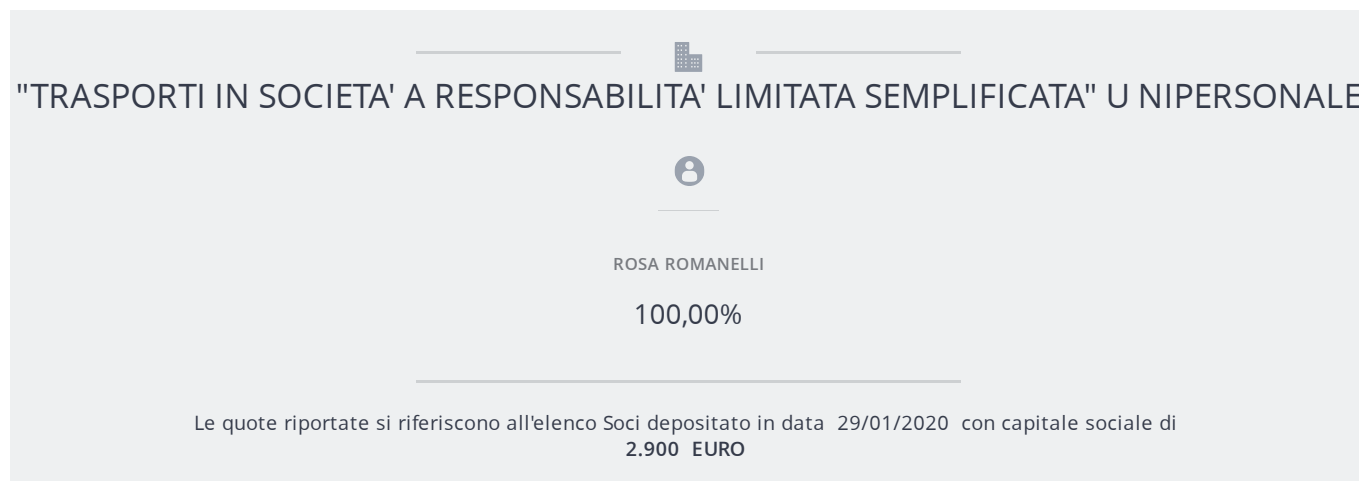 "TRASPORTI IN SOCIETA' A RESPONSABILITA' LIMITATA SEMPLIFICATA" U NIPERSONALE
ROSA ROMANELLI
100,00%
Le quote riportate si riferiscono all'elenco Soci depositato in data 29/01/2020 con capitale sociale di
2.900 EURO